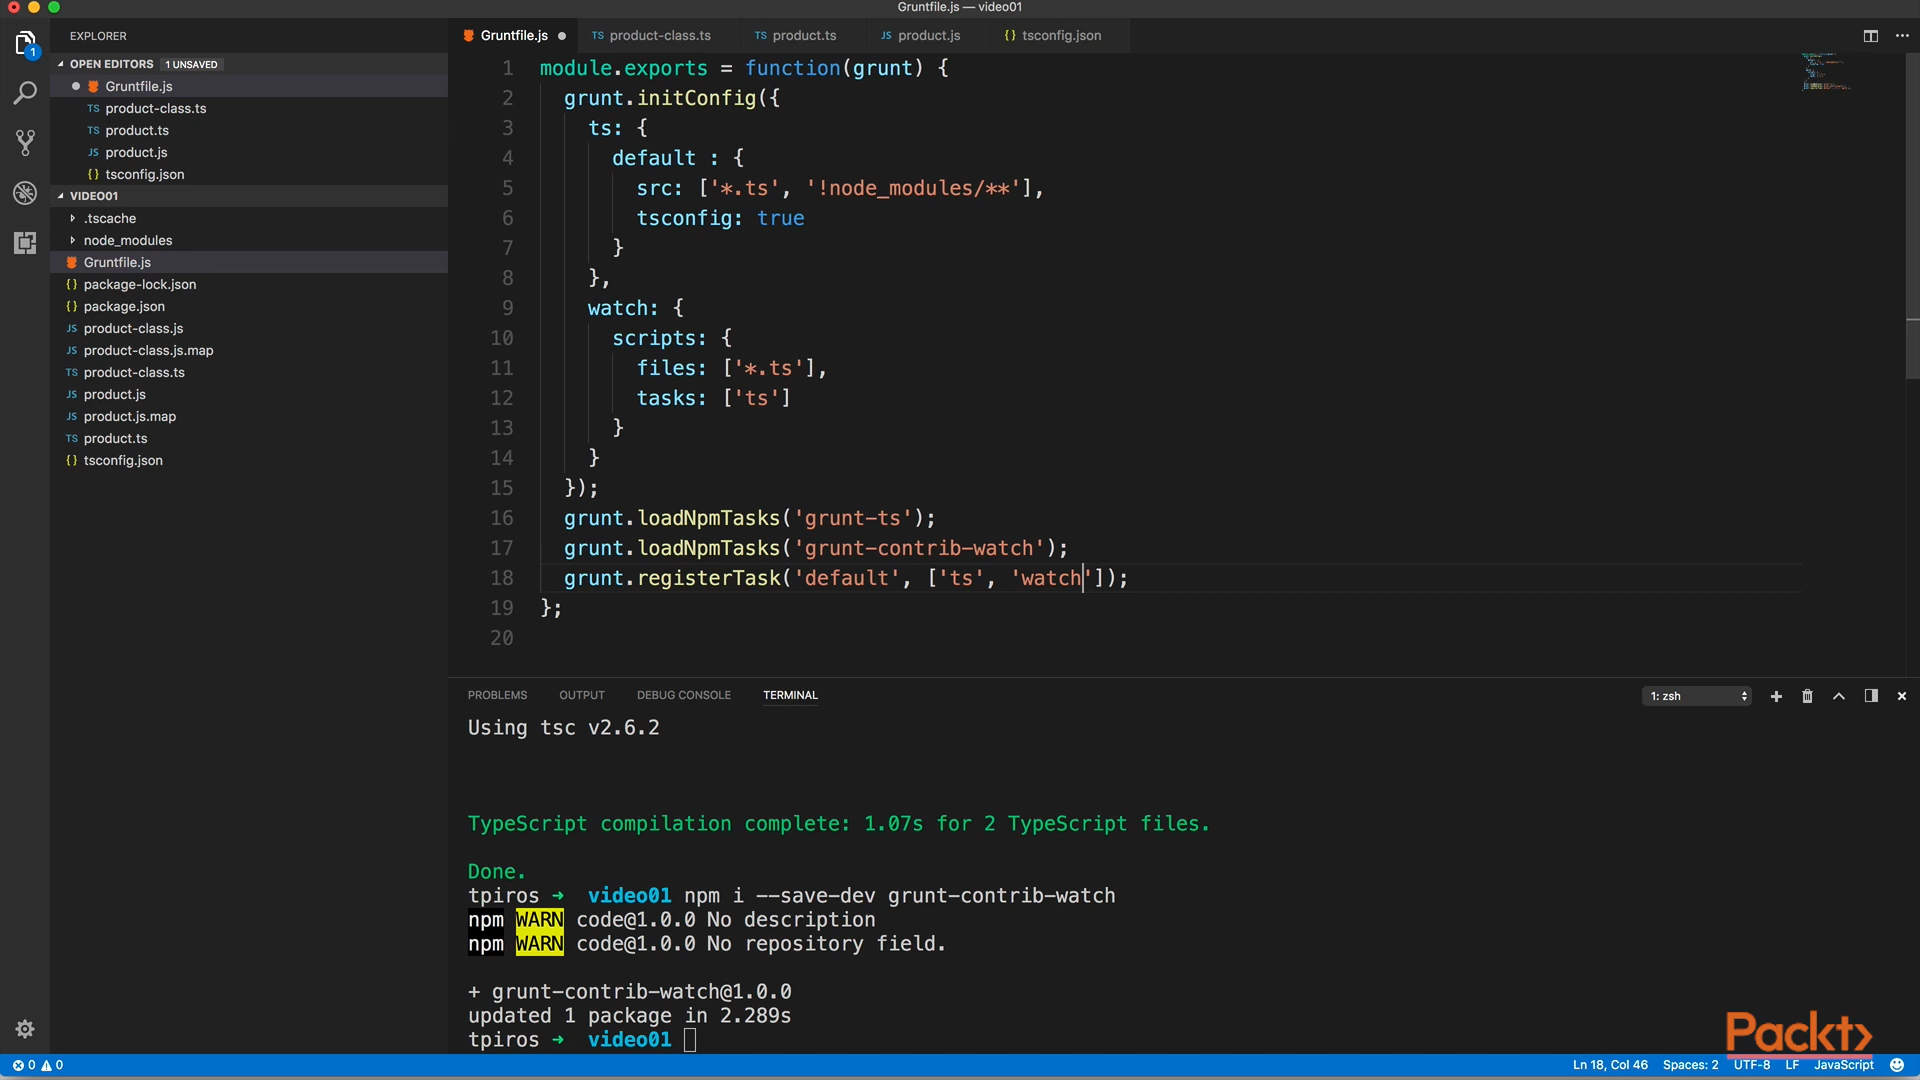 Gruntfile.js — video01
EXPLORER
OPEN EDITORS 1 UNSAVED
Gruntfile.js
product-class.ts
product.ts
product.js
tsconfig.json
VIDEO01
.tscache
node_modules
Gruntfile.js
package-lock.json
package.json
product-class.js
product-class.js.map
product-class.ts
product.js
product.js.map
product.ts
tsconfig.json
Gruntfile.js TS product-class.ts TS product.ts JS product.js {} tsconfig.json
1 module.exports = function(grunt) {
2 grunt.initConfig({
3 ts: {
4 default : {
5 src: ['*.ts', '!node_modules/**'],
6 tsconfig: true
7 }
8 },
9 watch: {
10 scripts: {
11 files: ['*.ts'],
12 tasks: ['ts']
13 }
14 }
15 });
16 grunt.loadNpmTasks('grunt-ts');
17 grunt.loadNpmTasks('grunt-contrib-watch');
18 grunt.registerTask('default', ['ts', 'watch']);
19 };
20
PROBLEMS OUTPUT DEBUG CONSOLE TERMINAL 1: zsh
Using tsc v2.6.2
TypeScript compilation complete: 1.07s for 2 TypeScript files.
Done.
tpiros → video01 npm i --save-dev grunt-contrib-watch
npm WARN code@1.0.0 No description
npm WARN code@1.0.0 No repository field.
+ grunt-contrib-watch@1.0.0
updated 1 package in 2.289s
tpiros → video01
Packt>
0 0 Ln 18, Col 46 Spaces: 2 UTF-8 LF JavaScript